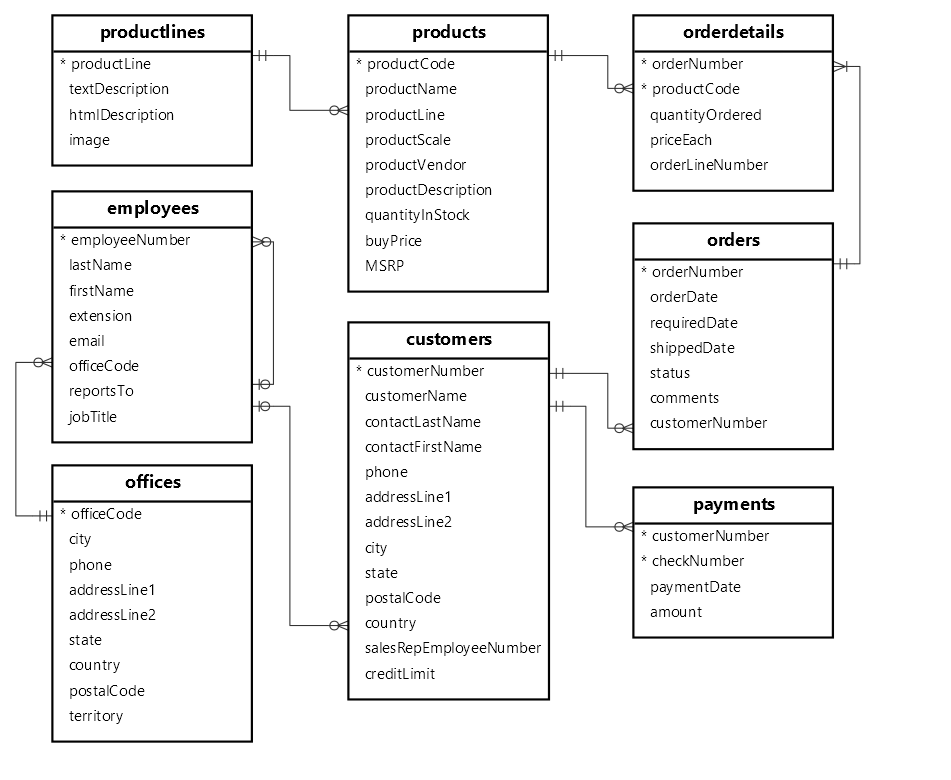 productlines
* productLine
textDescription
htmlDescription
image
products
* productCode
productName
productLine
productScale
productVendor
productDescription
quantityInStock
buyPrice
MSRP
orderdetails
* orderNumber
* productCode
quantityOrdered
priceEach
orderLineNumber
employees
* employeeNumber
lastName
firstName
extension
email
officeCode
reportsTo
jobTitle
customers
* customerNumber
customerName
contactLastName
contactFirstName
phone
addressLine1
addressLine2
city
state
postalCode
country
salesRepEmployeeNumber
creditLimit
orders
* orderNumber
orderDate
requiredDate
shippedDate
status
comments
customerNumber
offices
* officeCode
city
phone
addressLine1
addressLine2
state
country
postalCode
territory
payments
* customerNumber
* checkNumber
paymentDate
amount